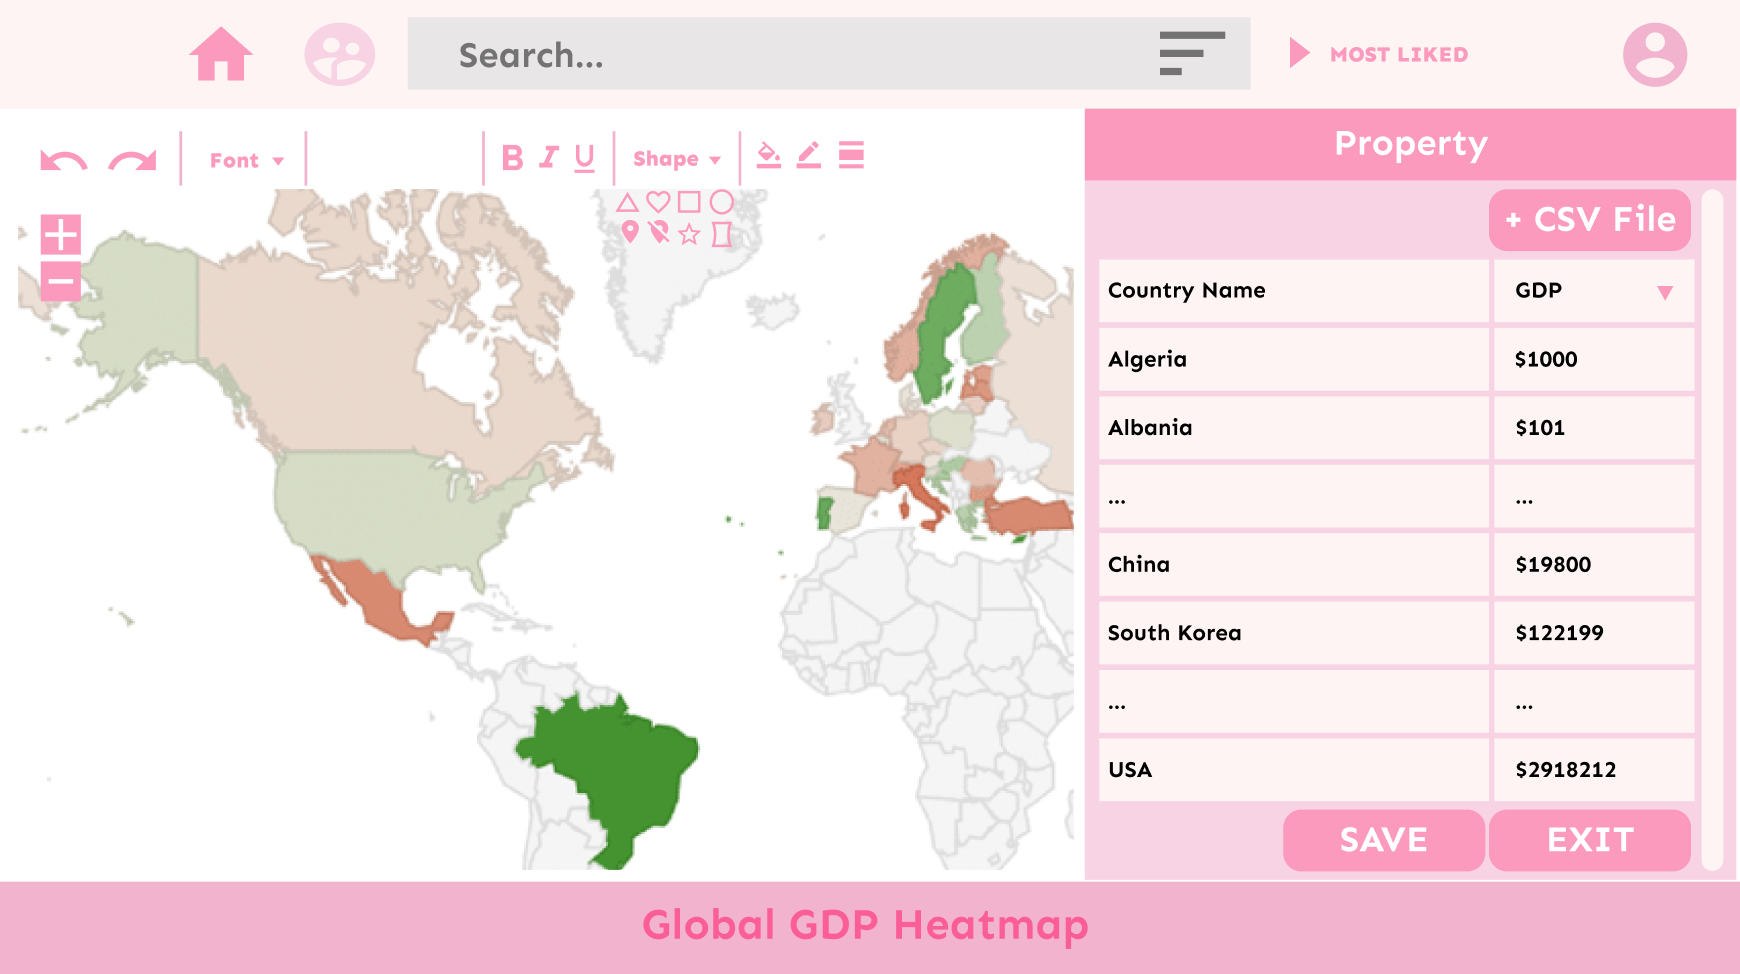 Search...
MOST LIKED
Font
B I U
Shape
Property
+ CSV File
Country Name GDP
Algeria $1000
Albania $101
... ...
China $19800
South Korea $122199
... ...
USA $2918212
SAVE EXIT
Global GDP Heatmap